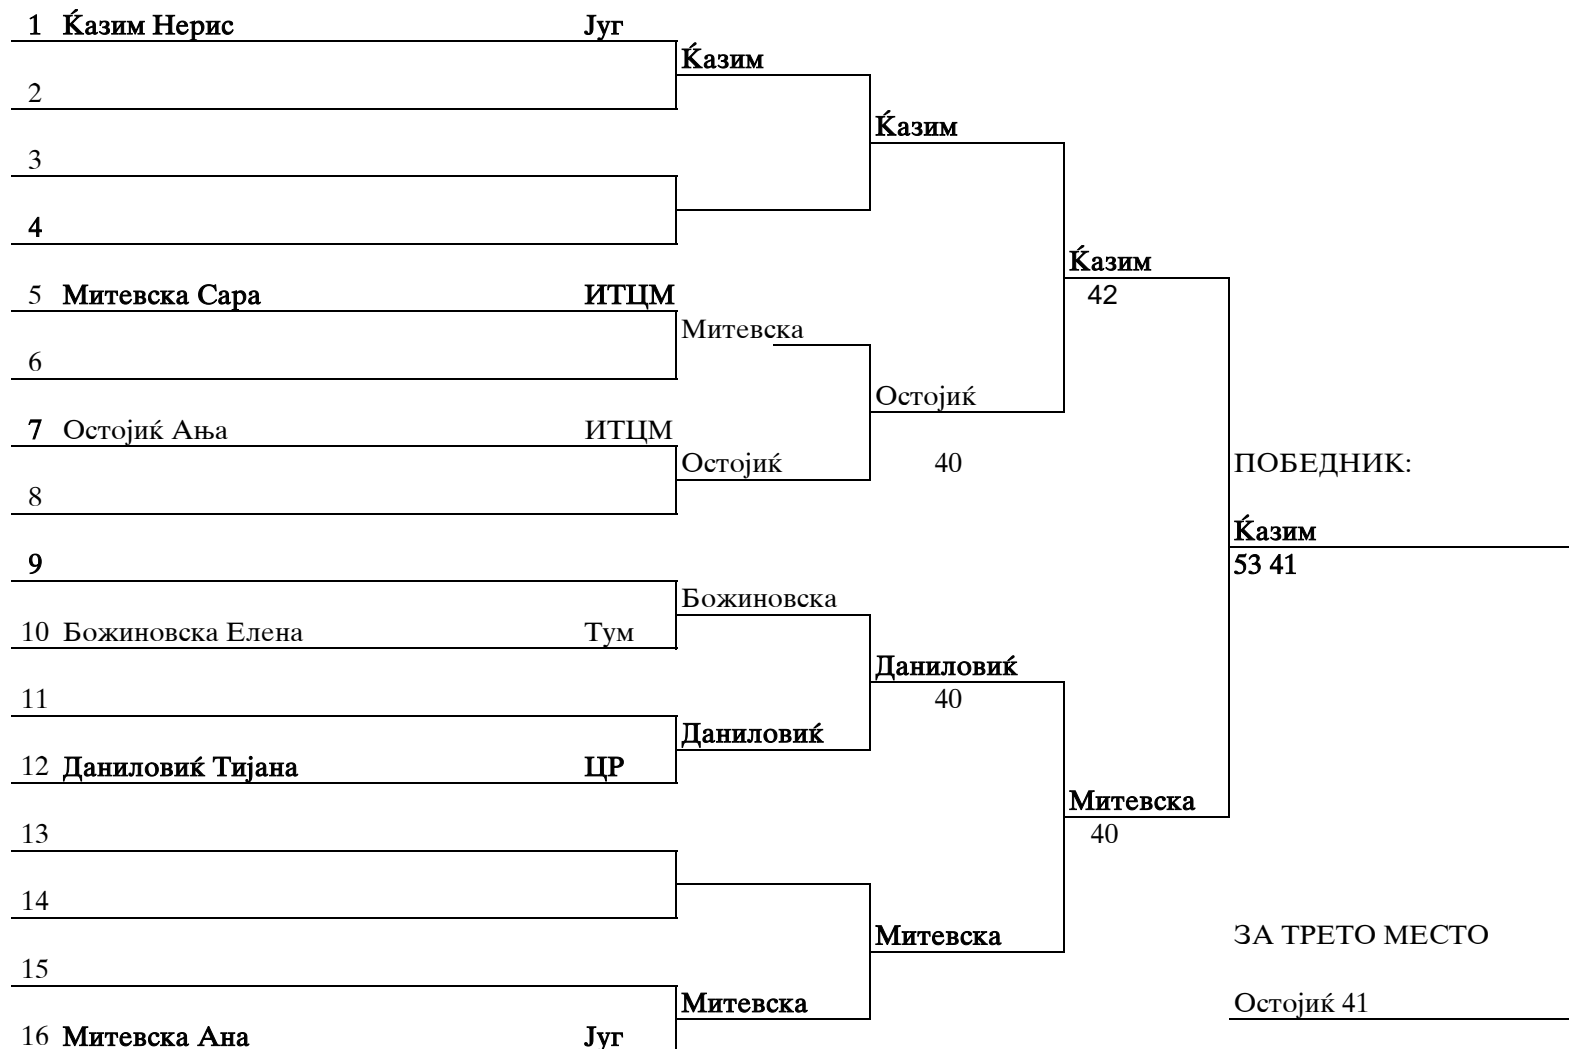 1 Ќазим Нерис Југ
Ќазим
2
Ќазим
3
4
Ќазим
5 Митевска Сара ИТЦМ
42
Митевска
6
Остојиќ
7 Остојиќ Ања ИТЦМ
Остојиќ 40 ПОБЕДНИК:
8
Ќазим
9
53 41
Божиновска
10 Божиновска Елена Тум
Даниловиќ
11
40
Даниловиќ
12 Даниловиќ Тијана ЦР
Митевска
13
40
14
Митевска ЗА ТРЕТО МЕСТО
15
Митевска Остојиќ 41
16 Митевска Ана Југ